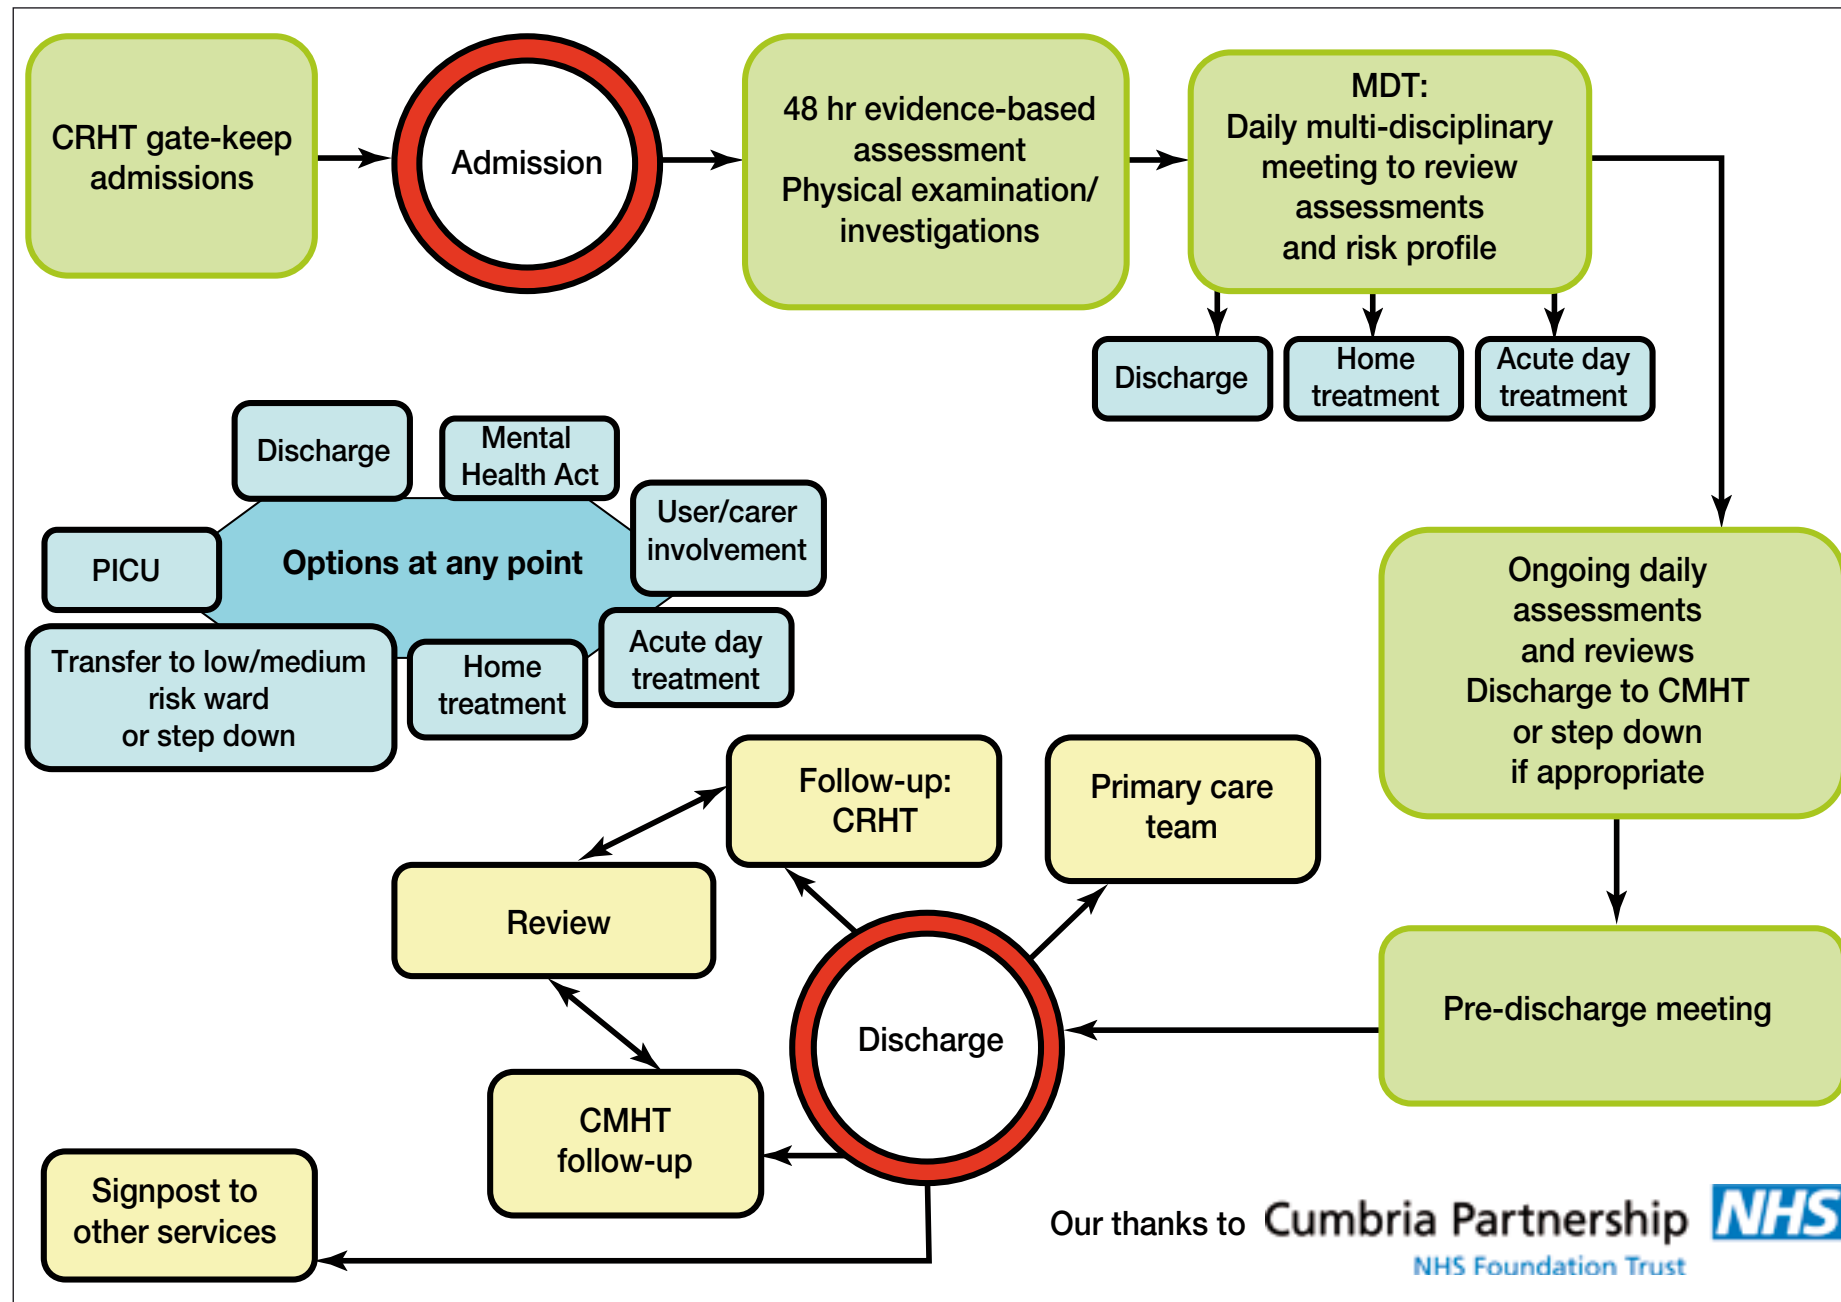 CRHT gate-keep
admissions
Admission
48 hr evidence-based
assessment
Physical examination/
investigations
MDT:
Daily multi-disciplinary
meeting to review
assessments
and risk profile
Discharge
Home
treatment
Acute day
treatment
Discharge
Mental
Health Act
User/carer
involvement
PICU
Options at any point
Transfer to low/medium
risk ward
or step down
Home
treatment
Acute day
treatment
Ongoing daily
assessments
and reviews
Discharge to CMHT
or step down
if appropriate
Pre-discharge meeting
Discharge
Follow-up:
CRHT
Primary care
team
Review
CMHT
follow-up
Signpost to
other services
Our thanks to Cumbria Partnership NHS
NHS Foundation Trust